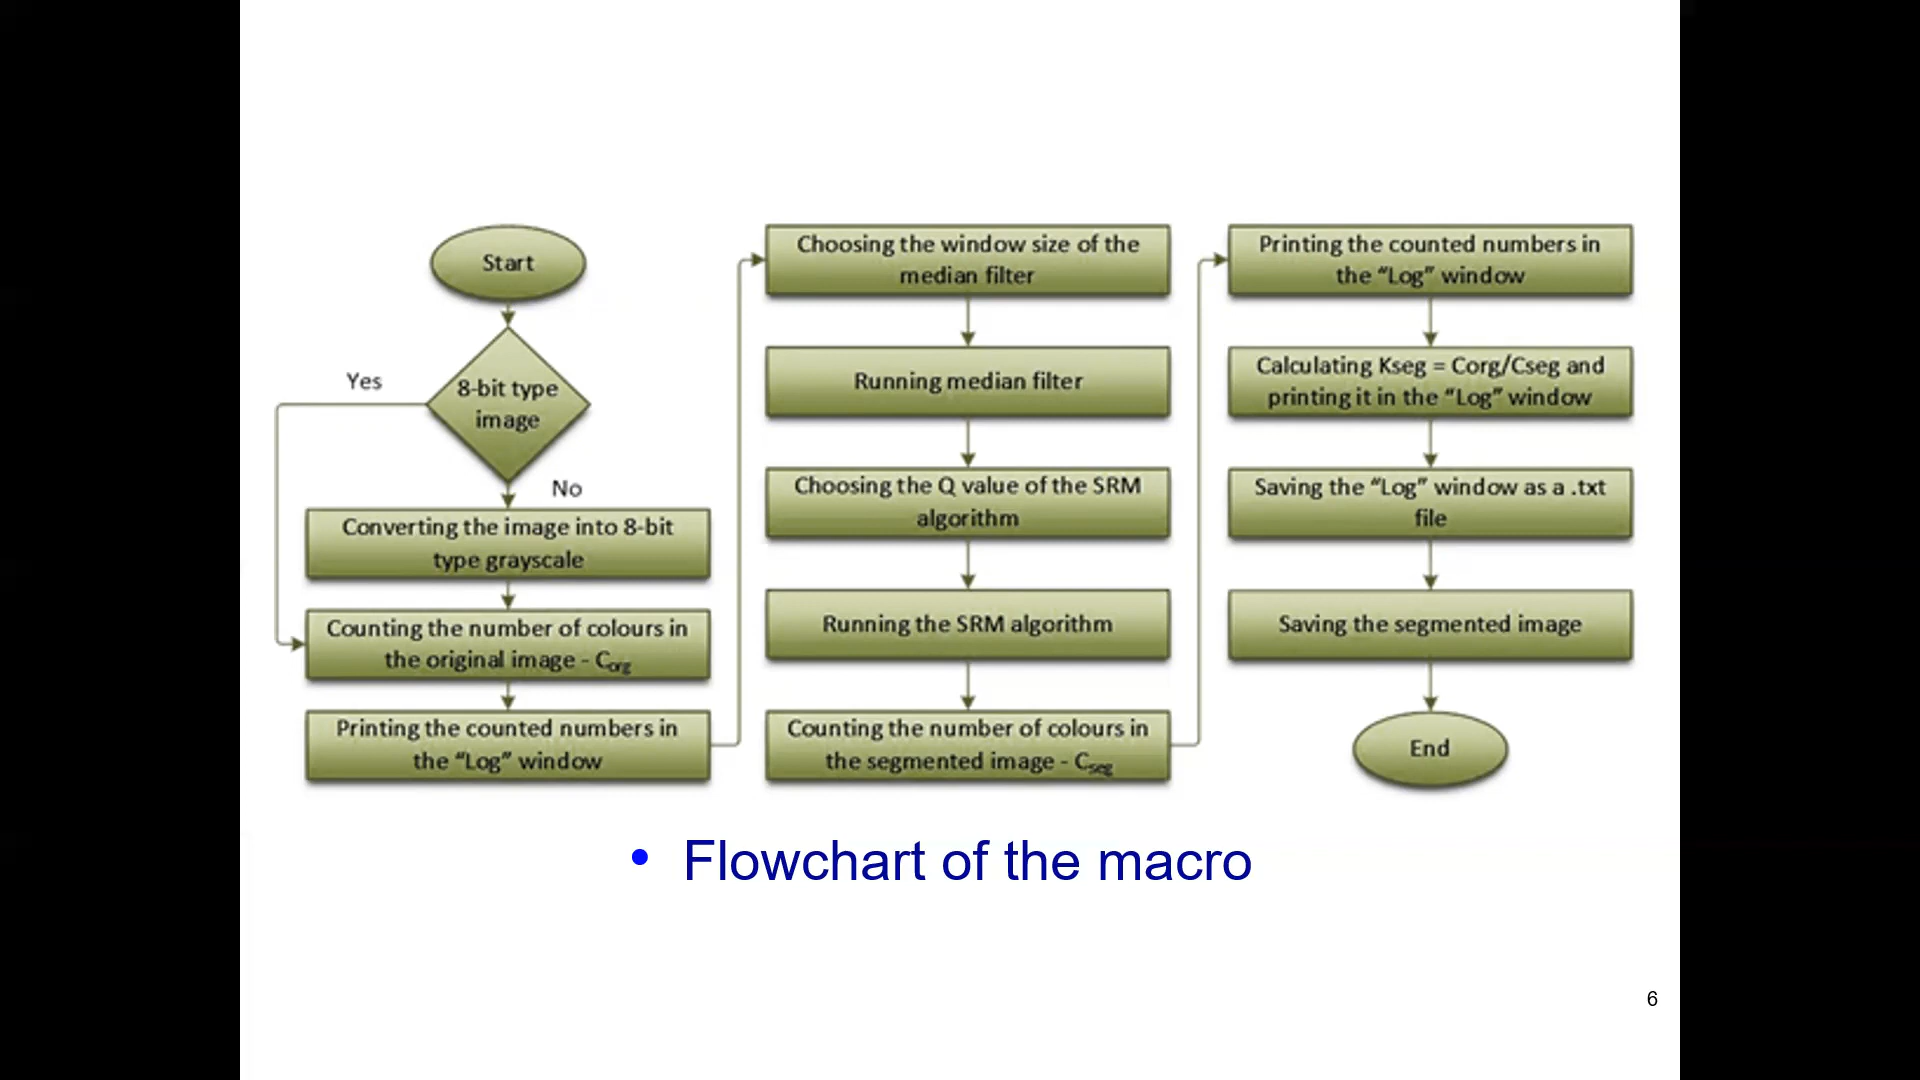 Start
8-bit type
image
Yes
No
Converting the image into 8-bit
type grayscale
Counting the number of colours in
the original image - Corg
Printing the counted numbers in
the “Log” window
Choosing the window size of the
median filter
Running median filter
Choosing the Q value of the SRM
algorithm
Running the SRM algorithm
Counting the number of colours in
the segmented image - Cseg
Printing the counted numbers in
the “Log” window
Calculating Kseg = Corg/Cseg and
printing it in the “Log” window
Saving the “Log” window as a .txt
file
Saving the segmented image
End
• Flowchart of the macro
6